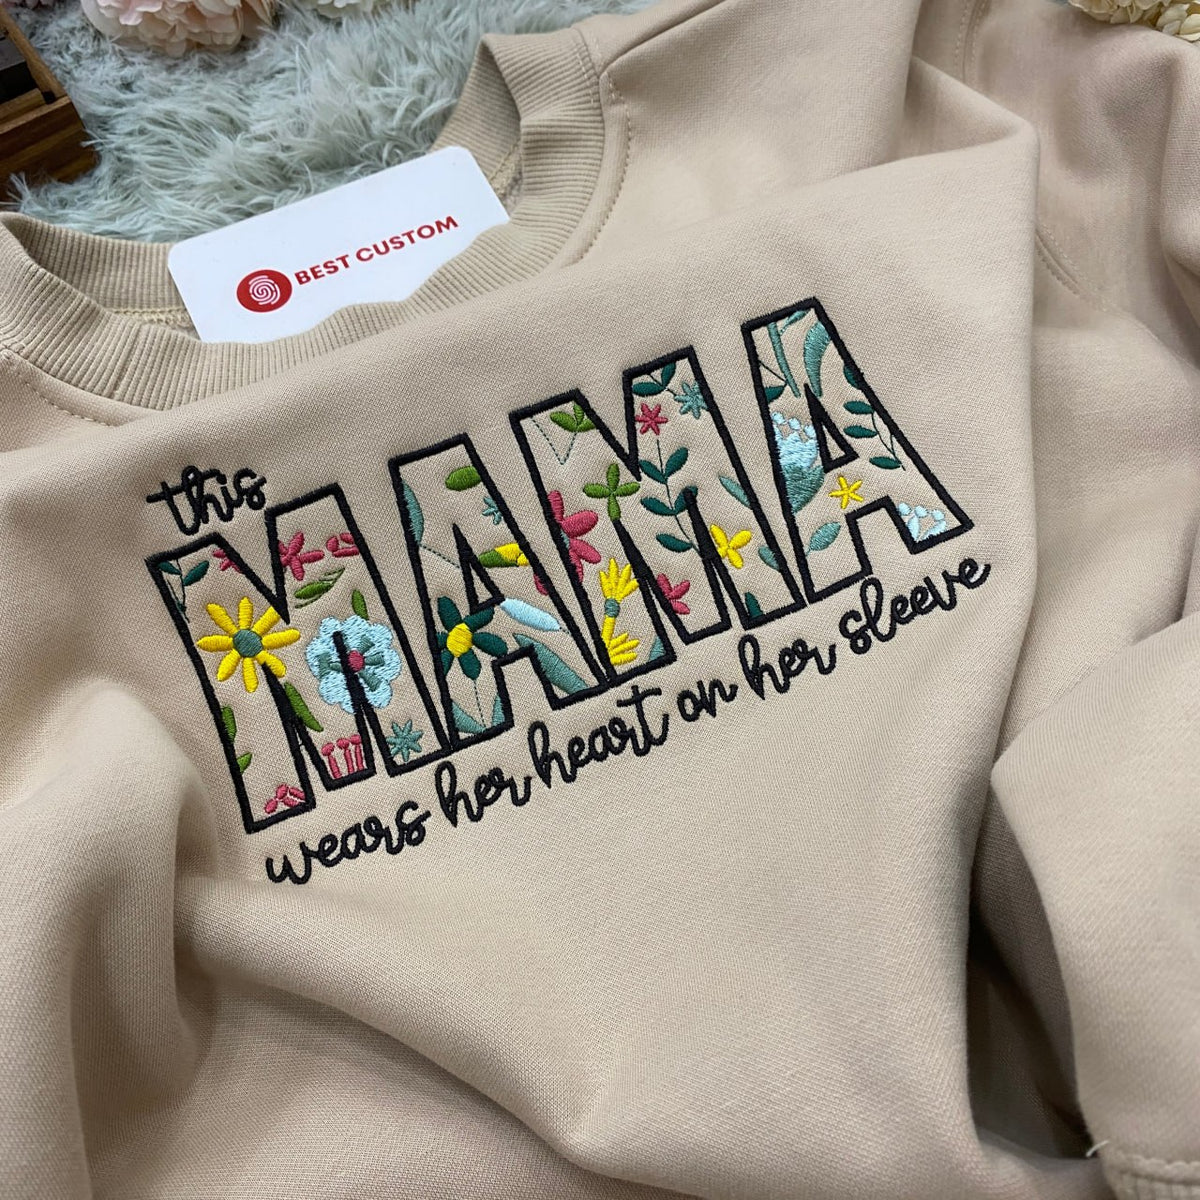 BEST CUSTOM
this
MAMA
wears her heart on her sleeve